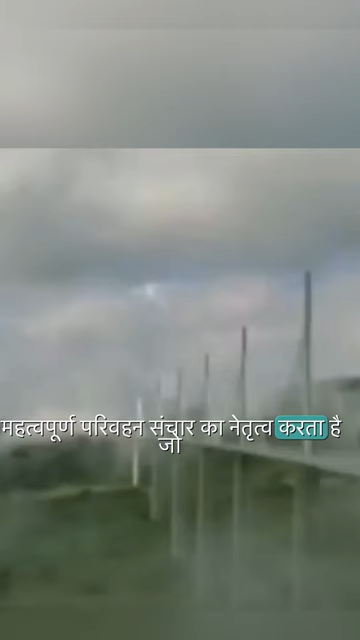 महत्वपूर्ण परिवहन संचार का नेतृत्व करता है
जो